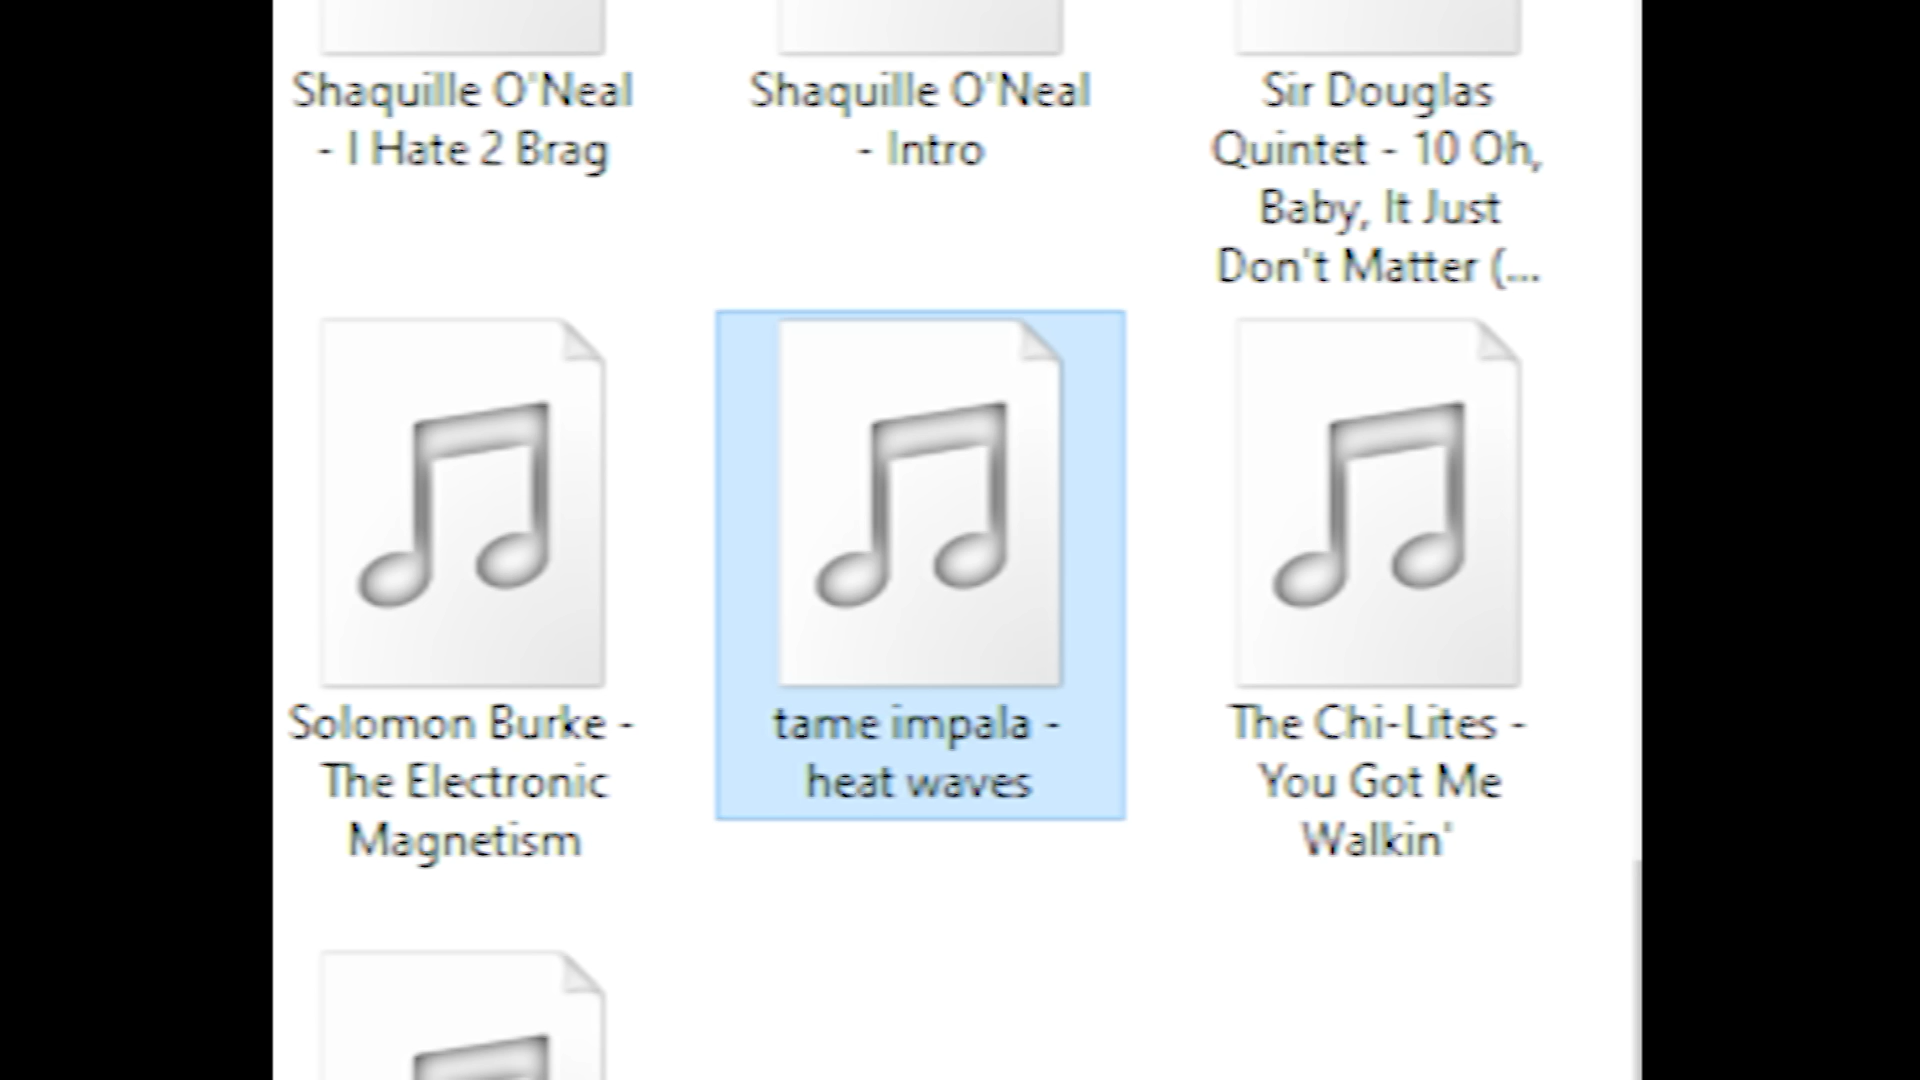 Shaquille O'Neal
- I Hate 2 Brag
Shaquille O'Neal
- Intro
Sir Douglas
Quintet - 10 Oh,
Baby, It Just
Don't Matter (...
Solomon Burke -
The Electronic
Magnetism
tame impala -
heat waves
The Chi-Lites -
You Got Me
Walkin'